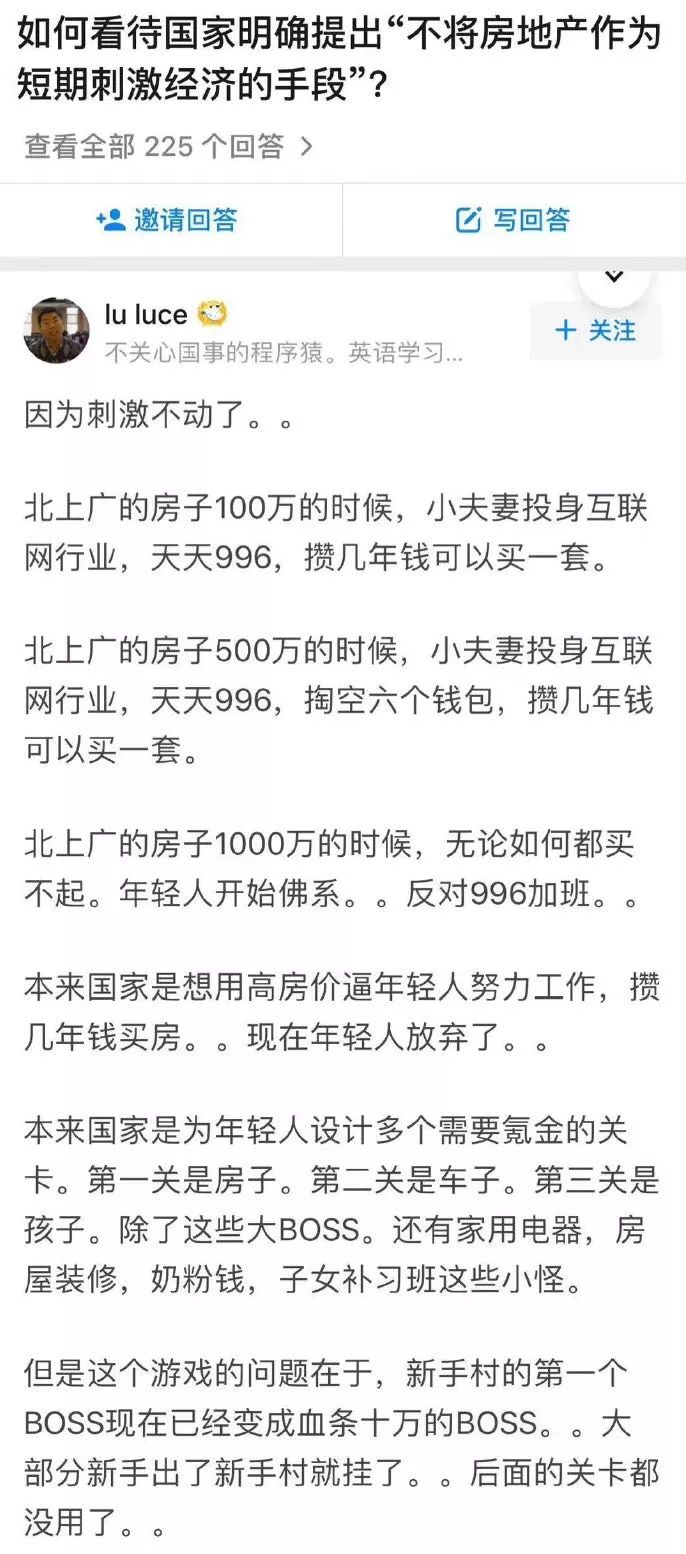 如何看待国家明确提出“不将房地产作为
短期刺激经济的手段”?
查看全部 225 个回答 >
邀请回答
写回答
lu luce
+ 关注
不关心国事的程序猿。英语学习...
因为刺激不动了。。
北上广的房子100万的时候，小夫妻投身互联
网行业，天天996，攒几年钱可以买一套。
北上广的房子500万的时候，小夫妻投身互联
网行业，天天996，掏空六个钱包，攒几年钱
可以买一套。
北上广的房子1000万的时候，无论如何都买
不起。年轻人开始佛系。。反对996加班。。
本来国家是想用高房价逼年轻人努力工作，攒
几年钱买房。。现在年轻人放弃了。。
本来国家是为年轻人设计多个需要氪金的关
卡。第一关是房子。第二关是车子。第三关是
孩子。除了这些大BOSS。还有家用电器，房
屋装修，奶粉钱，子女补习班这些小怪。
但是这个游戏的问题在于，新手村的第一个
BOSS现在已经变成血条十万的BOSS。。大
部分新手出了新手村就挂了。。后面的关卡都
没用了。。